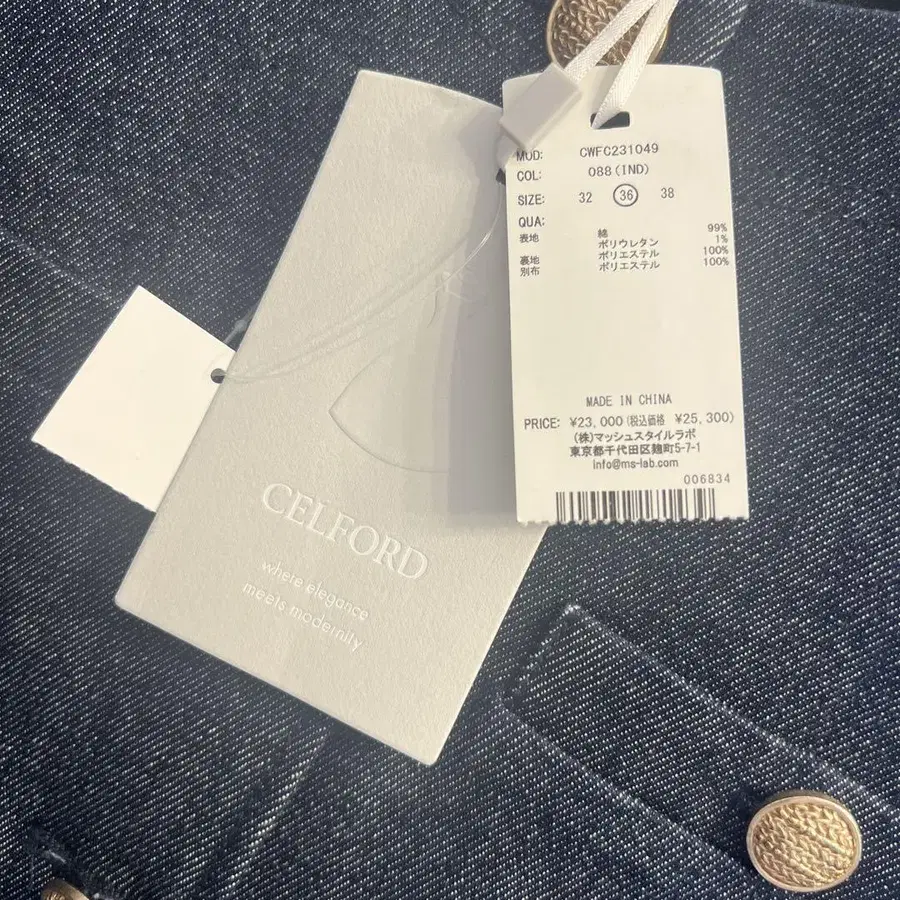 MOD: CWFC231049
COL: 088(IND)
SIZE: 32 36 38
QUA:
表地 綿 99%
ポリウレタン 1%
裏地 ポリエステル 100%
別布 ポリエステル 100%
MADE IN CHINA
PRICE: ¥23,000(税込価格 ¥25,300)
(株)マッシュスタイルラボ
東京都千代田区麹町5-7-1
info@ms-lab.com
006834
CELFORD
where elegance
meets modernity